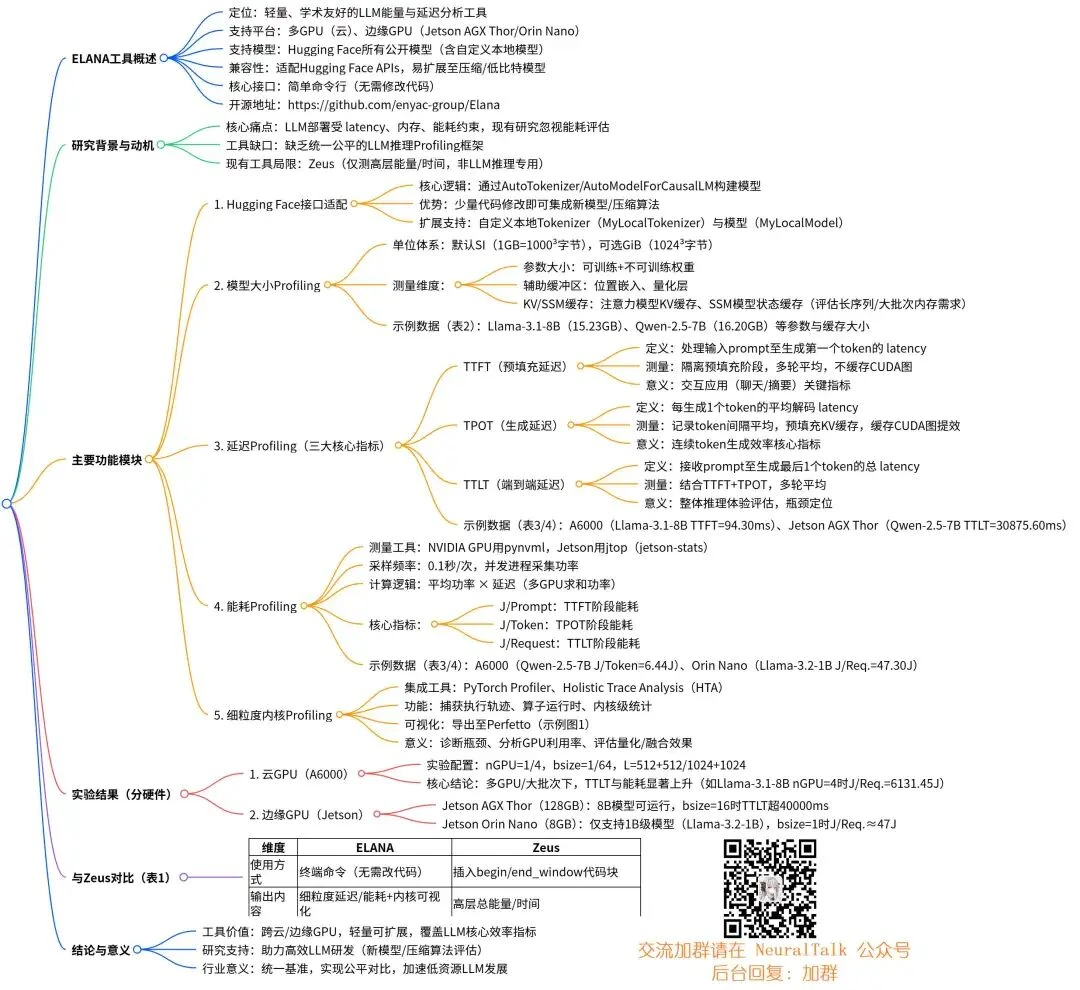 ELANA工具概述
定位：轻量、学术友好的LLM能量与延迟分析工具
支持平台：多GPU（云）、边缘GPU（Jetson AGX Thor/Orin Nano）
支持模型：Hugging Face所有公开模型（含自定义本地模型）
兼容性：适配Hugging Face APIs，易扩展至压缩/低比特模型
核心接口：简单命令行（无需修改代码）
开源地址：https://github.com/enyac-group/Elana
研究背景与动机
核心痛点：LLM部署受 latency、内存、能耗约束，现有研究忽视能耗评估
工具缺口：缺乏统一公平的LLM推理Profiling框架
现有工具局限：Zeus（仅测高层能量/时间，非LLM推理专用）
主要功能模块
1. Hugging Face接口适配
核心逻辑：通过AutoTokenizer/AutoModelForCausalLM构建模型
优势：少量代码修改即可集成新模型/压缩算法
扩展支持：自定义本地Tokenizer（MyLocalTokenizer）与模型（MyLocalModel）
2. 模型大小Profiling
单位体系：默认SI（1GB=1000³字节），可选GiB（1024³字节）
测量维度：
参数大小：可训练+不可训练权重
辅助缓冲区：位置嵌入、量化层
KV/SSM缓存：注意力模型KV缓存、SSM模型状态缓存（评估长序列/大批次内存需求）
示例数据（表2）：Llama-3.1-8B（15.23GB）、Qwen-2.5-7B（16.20GB）等参数与缓存大小
3. 延迟Profiling（三大核心指标）
TTFT（预填充延迟）
定义：处理输入prompt至生成第一个token的 latency
测量：隔离预填充阶段，多轮平均，不缓存CUDA图
意义：交互应用（聊天/摘要）关键指标
TPOT（生成延迟）
定义：每生成1个token的平均解码 latency
测量：记录token间隔平均，预填充KV缓存，缓存CUDA图提效
意义：连续token生成效率核心指标
TTLT（端到端延迟）
定义：接收prompt至生成最后1个token的总 latency
测量：结合TTFT+TPOT，多轮平均
意义：整体推理体验评估，瓶颈定位
示例数据（表3/4）：A6000（Llama-3.1-8B TTFT=94.30ms）、Jetson AGX Thor（Qwen-2.5-7B TTLT=30875.60ms）
4. 能耗Profiling
测量工具：NVIDIA GPU用pynvml，Jetson用jtop（jetson-stats）
采样频率：0.1秒/次，并发进程采集功率
计算逻辑：平均功率 × 延迟（多GPU求和功率）
核心指标：
J/Prompt：TTFT阶段能耗
J/Token：TPOT阶段能耗
J/Request：TTLT阶段能耗
示例数据（表3/4）：A6000（Qwen-2.5-7B J/Token=6.44J）、Orin Nano（Llama-3.2-1B J/Req.=47.30J）
5. 细粒度内核Profiling
集成工具：PyTorch Profiler、Holistic Trace Analysis（HTA）
功能：捕获执行轨迹、算子运行时、内核级统计
可视化：导出至Perfetto（示例图1）
意义：诊断瓶颈、分析GPU利用率、评估量化/融合效果
实验结果（分硬件）
1. 云GPU（A6000）
实验配置：nGPU=1/4，bsize=1/64，L=512+512/1024+1024
核心结论：多GPU/大批次下，TTLT与能耗显著上升（如Llama-3.1-8B nGPU=4时J/Req.=6131.45J）
2. 边缘GPU（Jetson）
Jetson AGX Thor（128GB）：8B模型可运行，bsize=16时TTLT超40000ms
Jetson Orin Nano（8GB）：仅支持1B级模型（Llama-3.2-1B），bsize=1时J/Req.≈47J
与Zeus对比（表1）
维度 ELANA Zeus
使用方式 终端命令（无需改代码） 插入begin/end_window代码块
输出内容 细粒度延迟/能耗+内核可视化 高层总能量/时间
结论与意义
工具价值：跨云/边缘GPU，轻量可扩展，覆盖LLM核心效率指标
研究支持：助力高效LLM研发（新模型/压缩算法评估）
行业意义：统一基准，实现公平对比，加速低资源LLM发展
交流加群请在 NeuralTalk 公众号
后台回复：加群